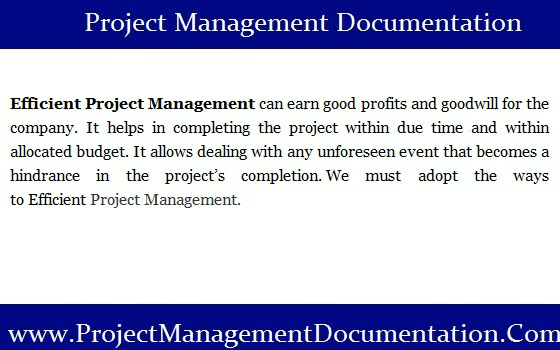 Project Management Documentation
Efficient Project Management can earn good profits and goodwill for the
company. It helps in completing the project within due time and within
allocated budget. It allows dealing with any unforeseen event that becomes a
hindrance in the project’s completion. We must adopt the ways
to Efficient Project Management.
www.ProjectManagementDocumentation.Com